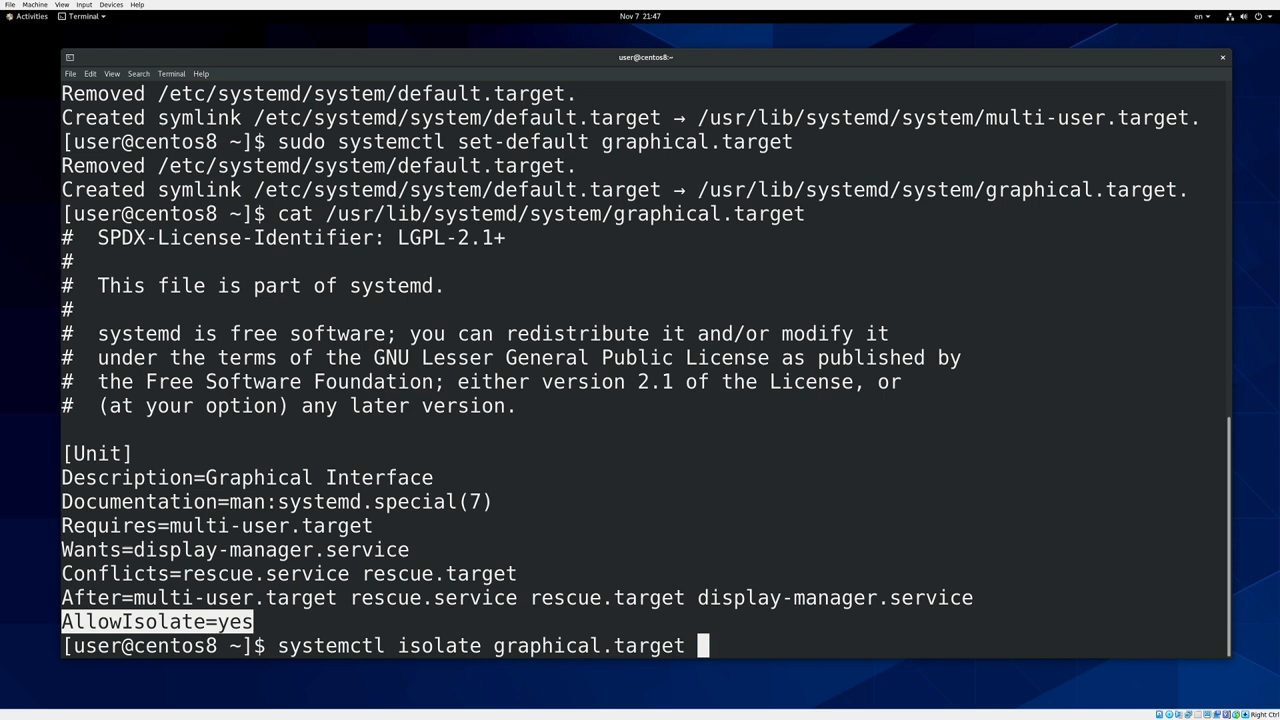 File Machine View Input Devices Help
Activities Terminal Nov 7 21:47 en
user@centos8:~
File Edit View Search Terminal Help
Removed /etc/systemd/system/default.target.
Created symlink /etc/systemd/system/default.target → /usr/lib/systemd/system/multi-user.target.
[user@centos8 ~]$ sudo systemctl set-default graphical.target
Removed /etc/systemd/system/default.target.
Created symlink /etc/systemd/system/default.target → /usr/lib/systemd/system/graphical.target.
[user@centos8 ~]$ cat /usr/lib/systemd/system/graphical.target
#  SPDX-License-Identifier: LGPL-2.1+
#
#  This file is part of systemd.
#
#  systemd is free software; you can redistribute it and/or modify it
#  under the terms of the GNU Lesser General Public License as published by
#  the Free Software Foundation; either version 2.1 of the License, or
#  (at your option) any later version.
[Unit]
Description=Graphical Interface
Documentation=man:systemd.special(7)
Requires=multi-user.target
Wants=display-manager.service
Conflicts=rescue.service rescue.target
After=multi-user.target rescue.service rescue.target display-manager.service
AllowIsolate=yes
[user@centos8 ~]$ systemctl isolate graphical.target
Right Ctrl